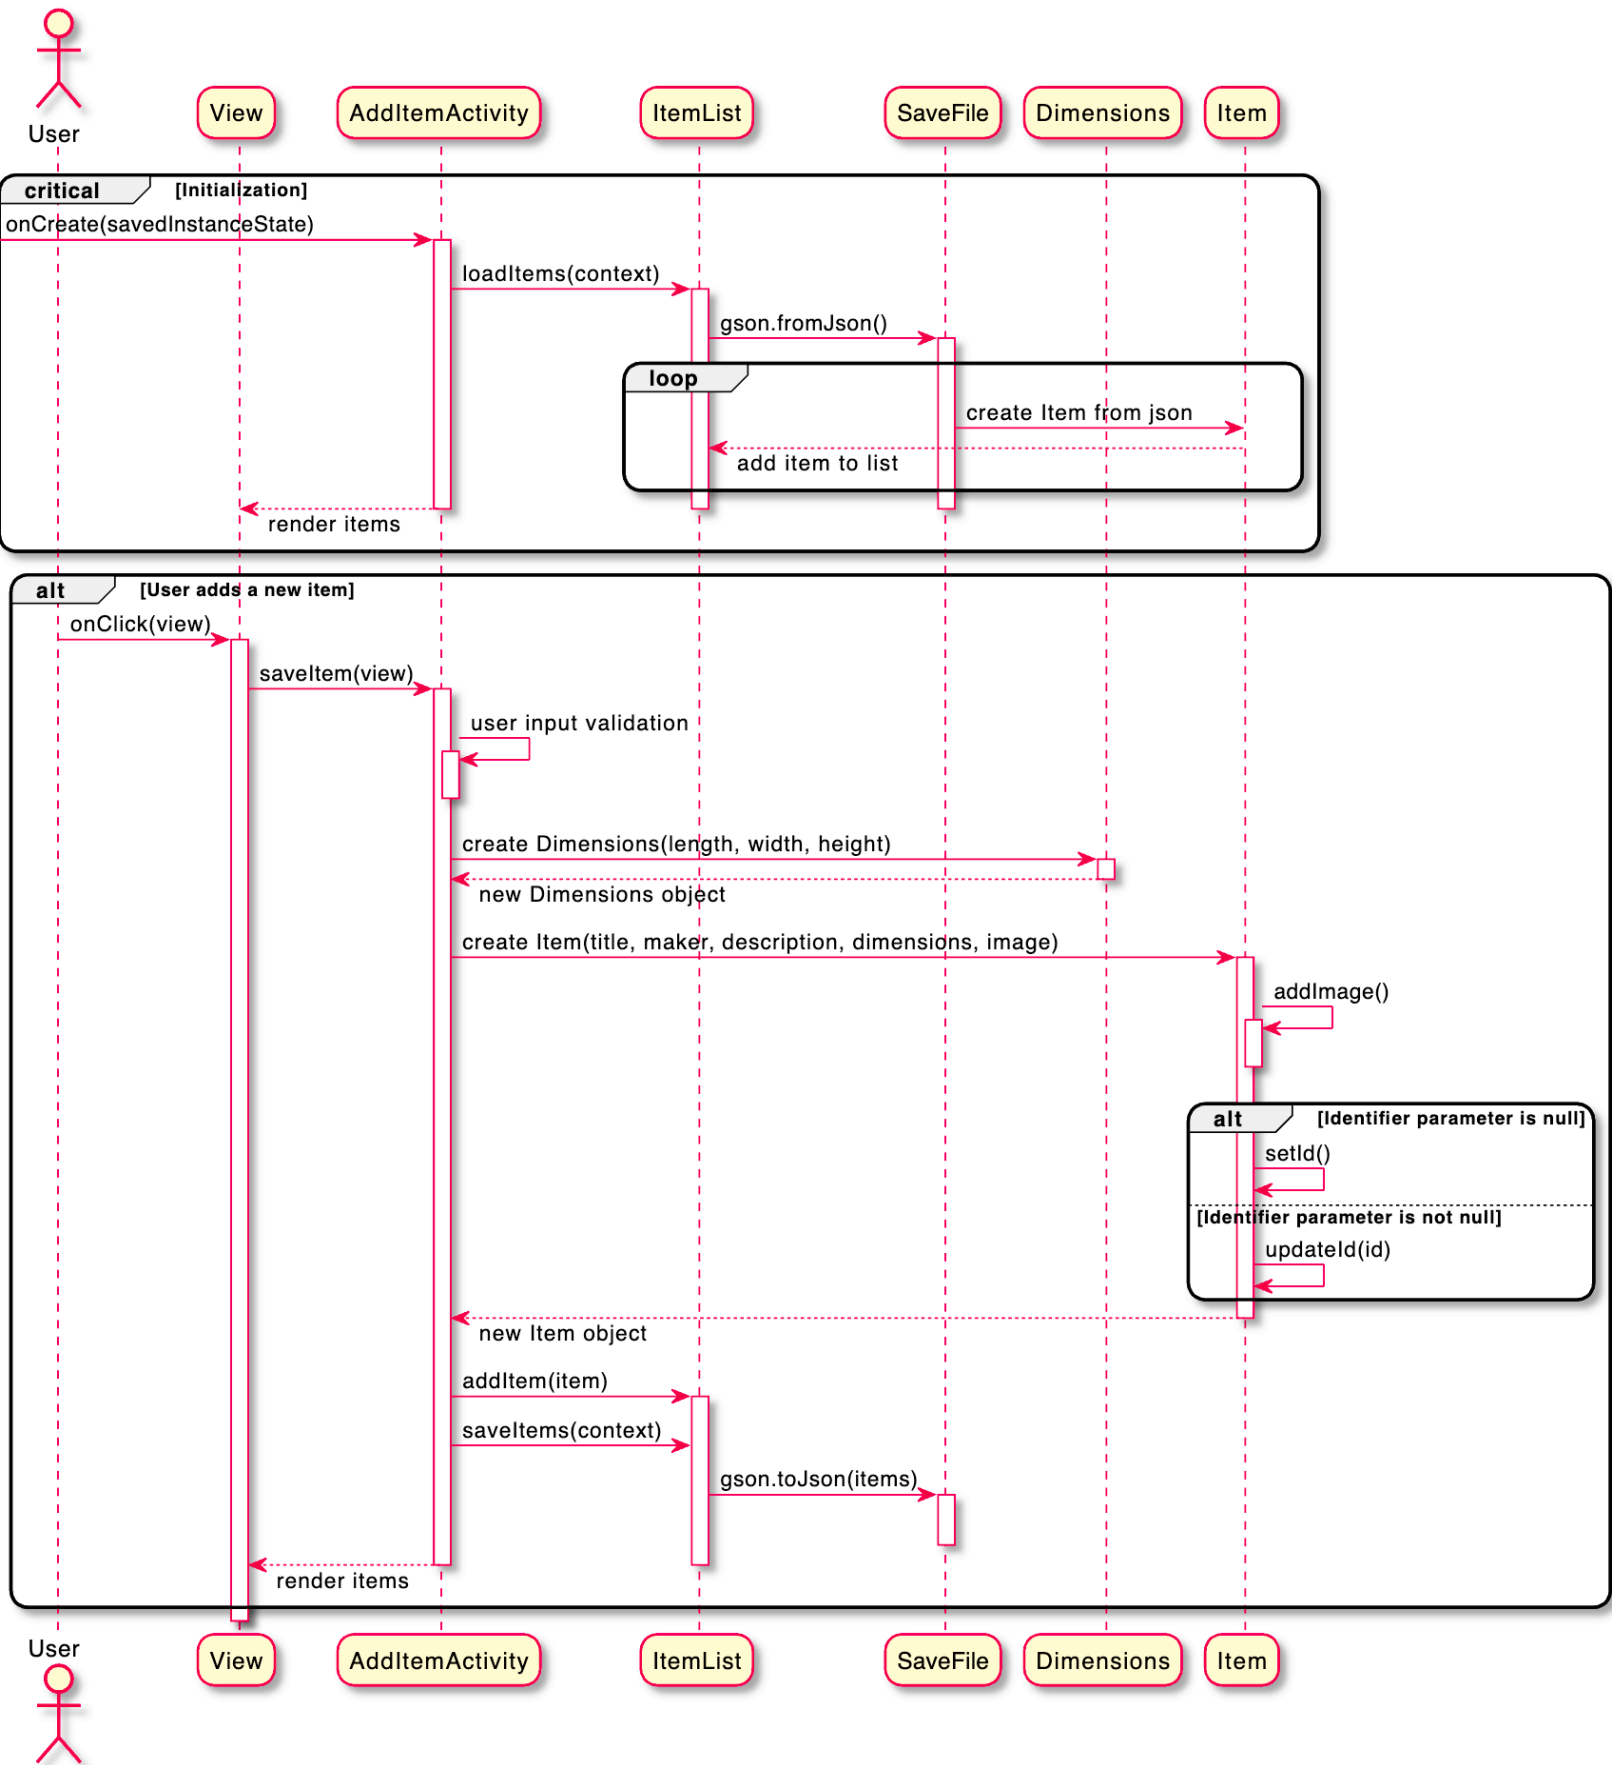 User
View
AddItemActivity
ItemList
SaveFile
Dimensions
Item
critical
[Initialization]
onCreate(savedInstanceState)
loadItems(context)
gson.fromJson()
loop
create Item from json
add item to list
render items
alt
[User adds a new item]
onClick(view)
saveItem(view)
user input validation
create Dimensions(length, width, height)
new Dimensions object
create Item(title, maker, description, dimensions, image)
addImage()
alt
[Identifier parameter is null]
setId()
[Identifier parameter is not null]
updateId(id)
new Item object
addItem(item)
saveItems(context)
gson.toJson(items)
render items
User
View
AddItemActivity
ItemList
SaveFile
Dimensions
Item